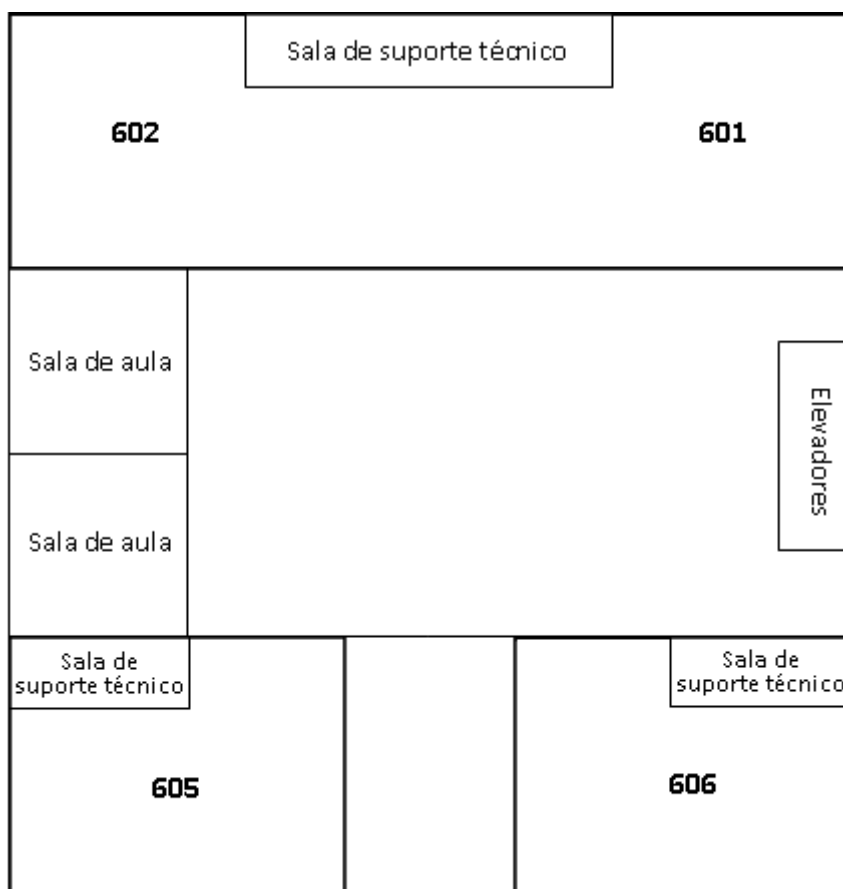 Sala de suporte técnico
602
601
Sala de aula
Elevadores
Sala de aula
Sala de
suporte técnico
Sala de
suporte técnico
605
606